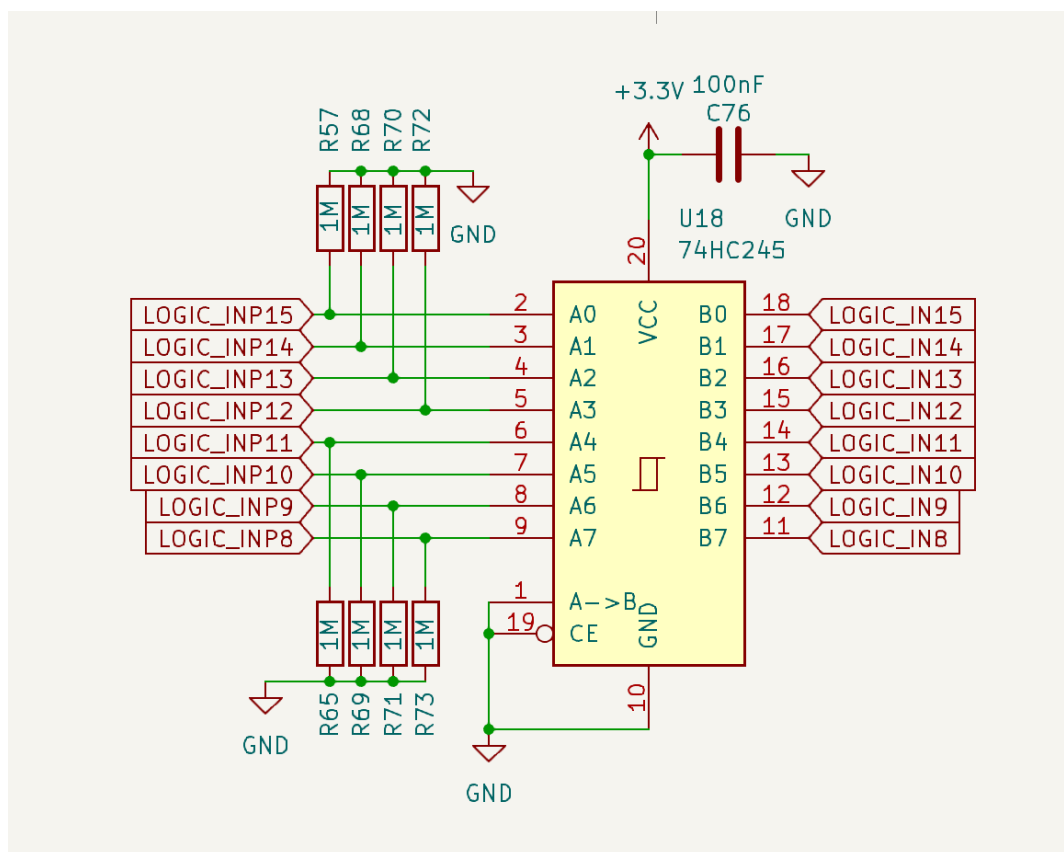 +3.3V 100nF
C76
R57 R68 R70 R72
1M 1M 1M 1M
GND
U18
74HC245
GND
20
VCC
LOGIC_INP15 2 A0 B0 18 LOGIC_IN15
LOGIC_INP14 3 A1 B1 17 LOGIC_IN14
LOGIC_INP13 4 A2 B2 16 LOGIC_IN13
LOGIC_INP12 5 A3 B3 15 LOGIC_IN12
LOGIC_INP11 6 A4 B4 14 LOGIC_IN11
LOGIC_INP10 7 A5 B5 13 LOGIC_IN10
LOGIC_INP9 8 A6 B6 12 LOGIC_IN9
LOGIC_INP8 9 A7 B7 11 LOGIC_IN8
1 A->B
19 CE
GND
10
1M 1M 1M 1M
R65 R69 R71 R73
GND
GND